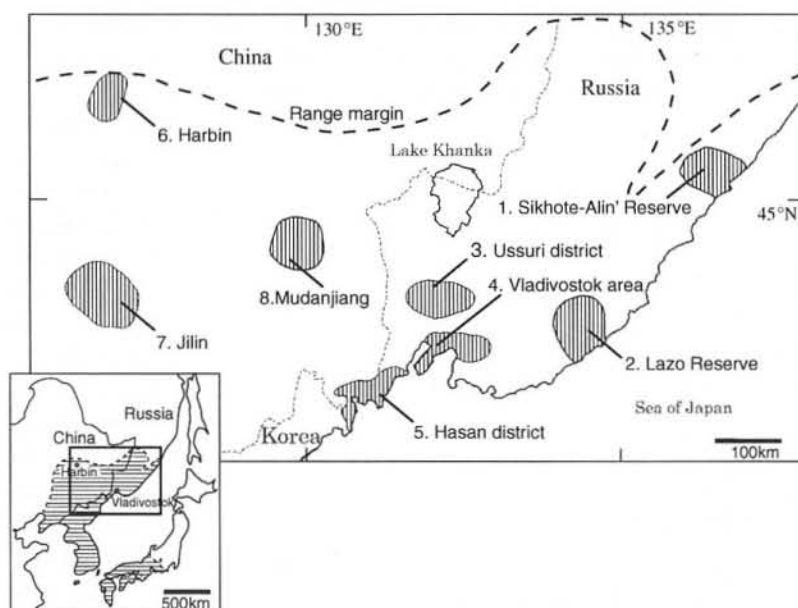 130°E
135°E
China
Russia
Range margin
6. Harbin
Lake Khanka
1. Sikhote-Alin' Reserve
45°N
3. Ussuri district
4. Vladivostok area
8.Mudanjiang
7. Jilin
2. Lazo Reserve
Sea of Japan
Korea
5. Hasan district
100km
Russia
China
Harbin
Vladivostok
500km